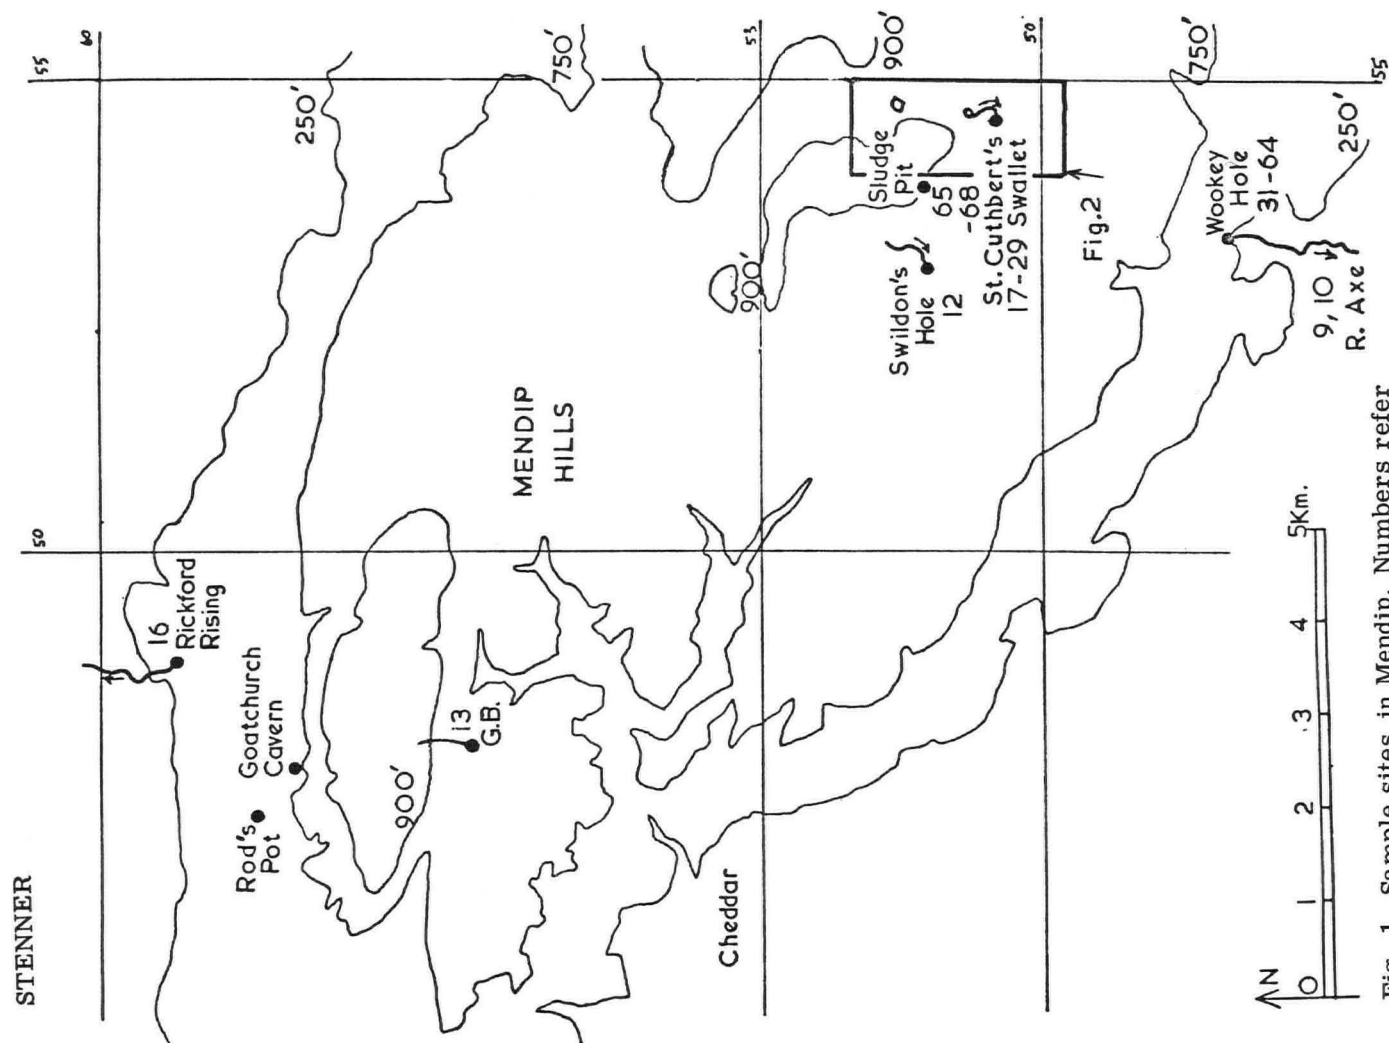 STENNER
55
60
250'
750'
53
900'
50
750'
55
250'
50
16
Rickford
Rising
Goatchurch
Cavern
Rod's
Pot
900'
13
G.B.
MENDIP
HILLS
900'
Sludge
Pit
65
-68
Swildon's
Hole
12
St. Cuthbert's
17-29 Swallet
Fig.2
Wookey
Hole
31-64
9, 10
R. Axe
Cheddar
N
0 1 2 3 4 5Km.
Fig. 1. Sample sites in Mendip. Numbers refer